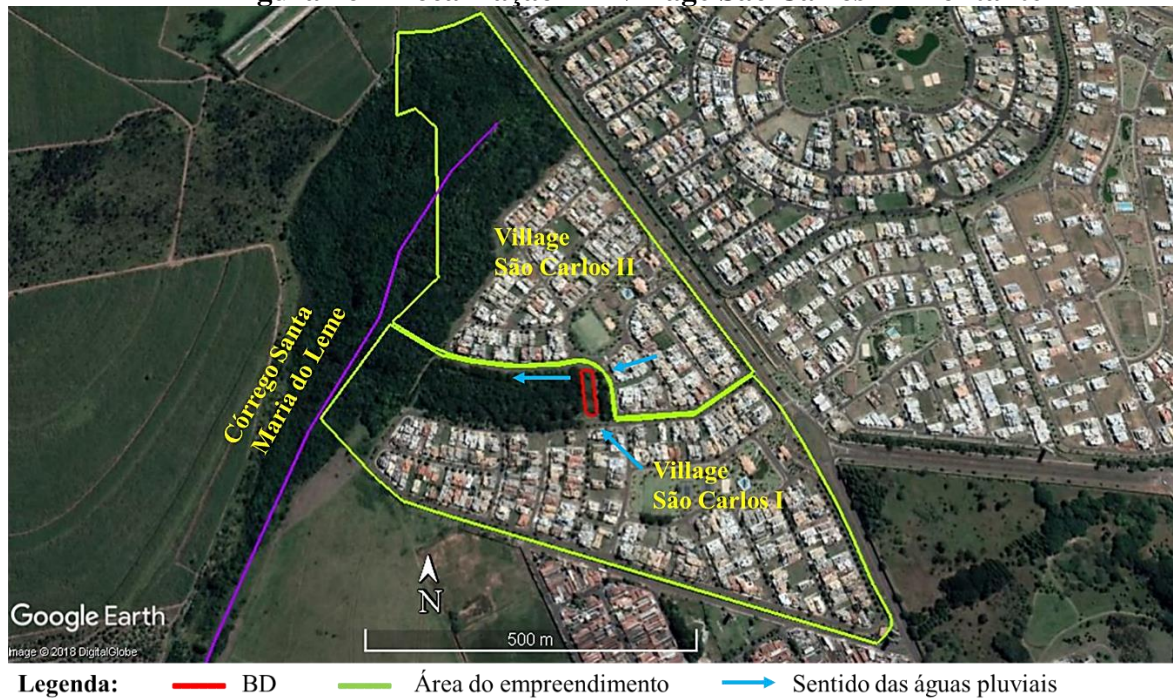 Village
São Carlos II
Córrego Santa
Maria do Leme
Village
São Carlos I
N
Google Earth
500 m
Image © 2018 DigitalGlobe
Legenda: BD Área do empreendimento Sentido das águas pluviais